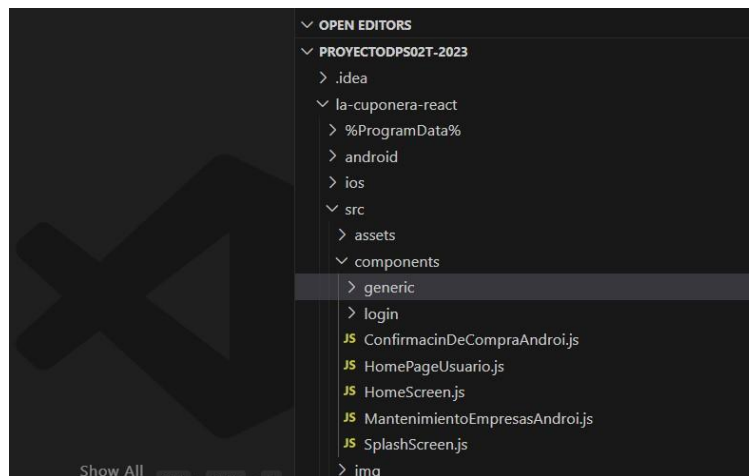 OPEN EDITORS
PROYECTODPS02T-2023
.idea
la-cuponera-react
%ProgramData%
android
ios
src
assets
components
generic
login
JS ConfirmacinDeCompraAndroi.js
JS HomePageUsuario.js
JS HomeScreen.js
JS MantenimientoEmpresasAndroi.js
JS SplashScreen.js
Show All
img